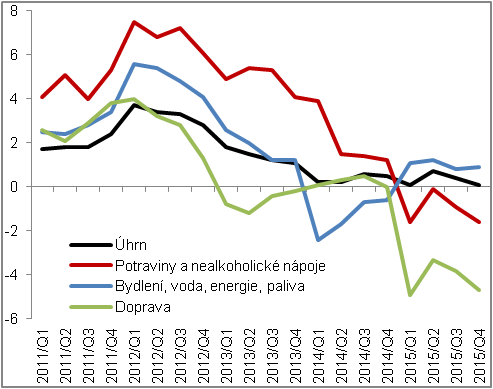 8
6
4
2
0
-2
-4
-6
Úhrn
Potraviny a nealkoholické nápoje
Bydlení, voda, energie, paliva
Doprava
2011/Q1
2011/Q2
2011/Q3
2011/Q4
2012/Q1
2012/Q2
2012/Q3
2012/Q4
2013/Q1
2013/Q2
2013/Q3
2013/Q4
2014/Q1
2014/Q2
2014/Q3
2014/Q4
2015/Q1
2015/Q2
2015/Q3
2015/Q4